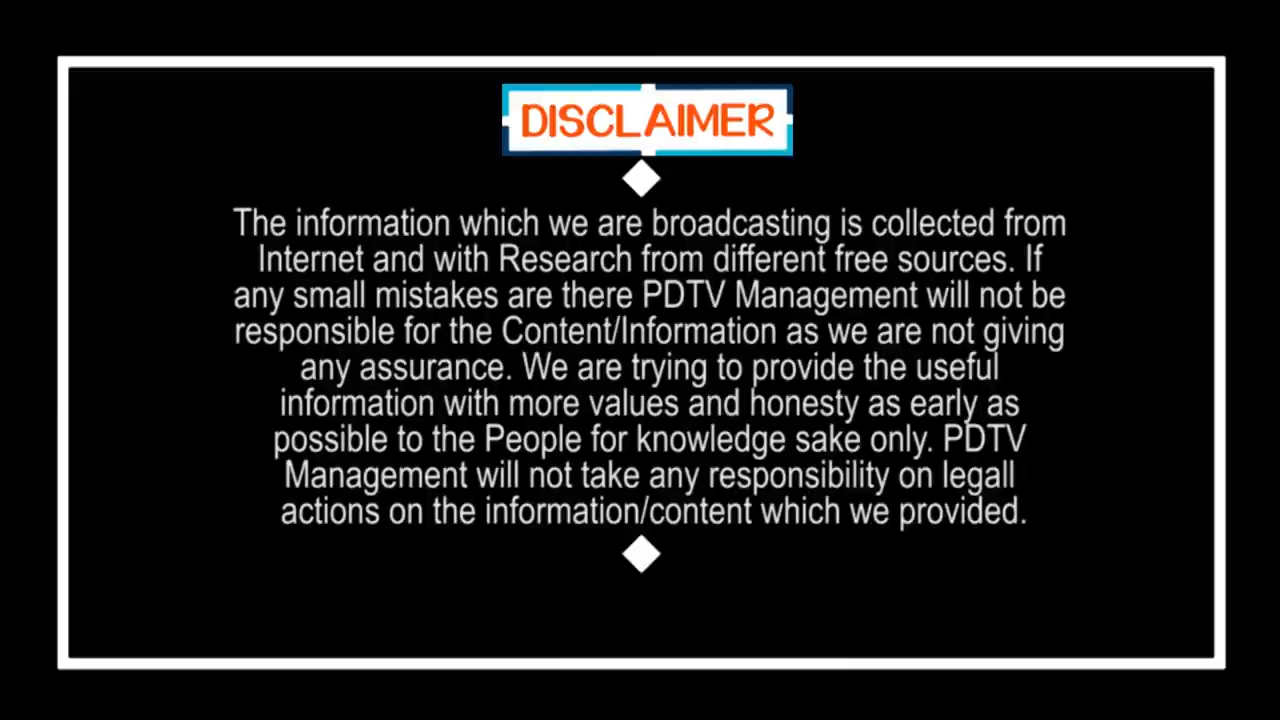 DISCLAIMER
The information which we are broadcasting is collected from
Internet and with Research from different free sources. If
any small mistakes are there PDTV Management will not be
responsible for the Content/Information as we are not giving
any assurance. We are trying to provide the useful
information with more values and honesty as early as
possible to the People for knowledge sake only. PDTV
Management will not take any responsibility on legall
actions on the information/content which we provided.